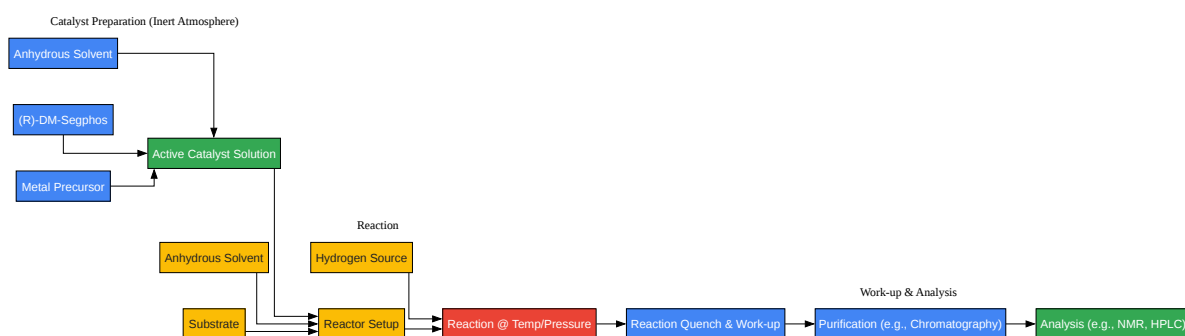 Catalyst Preparation (Inert Atmosphere)
Anhydrous Solvent
(R)-DM-Segphos
Active Catalyst Solution
Metal Precursor
Reaction
Anhydrous Solvent
Hydrogen Source
Work-up & Analysis
Substrate
Reactor Setup
Reaction @ Temp/Pressure
Reaction Quench & Work-up
Purification (e.g., Chromatography)
Analysis (e.g., NMR, HPLC)